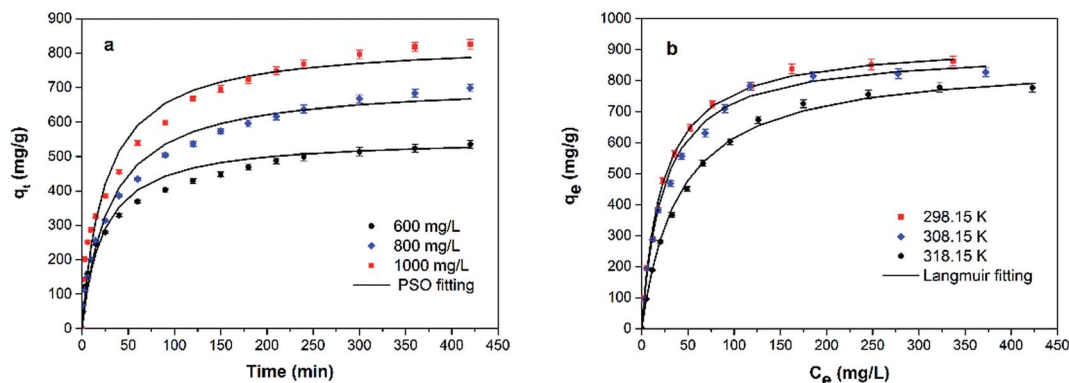 a
900
800
700
600
500
400
300
200
100
0
qt (mg/g)
600 mg/L
800 mg/L
1000 mg/L
PSO fitting
0 50 100 150 200 250 300 350 400 450
Time (min)
b
1000
900
800
700
600
500
400
300
200
100
0
qe (mg/g)
298.15 K
308.15 K
318.15 K
Langmuir fitting
0 50 100 150 200 250 300 350 400 450
Ce (mg/L)